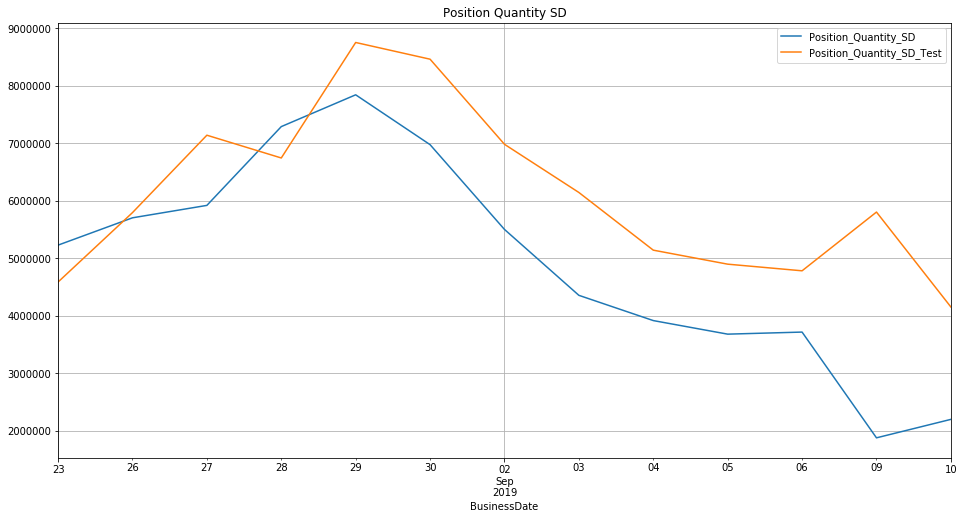 Position Quantity SD
Position_Quantity_SD
Position_Quantity_SD_Test
9000000
8000000
7000000
6000000
5000000
4000000
3000000
2000000
23 26 27 28 29 30 02 03 04 05 06 09 10
Sep
2019
BusinessDate